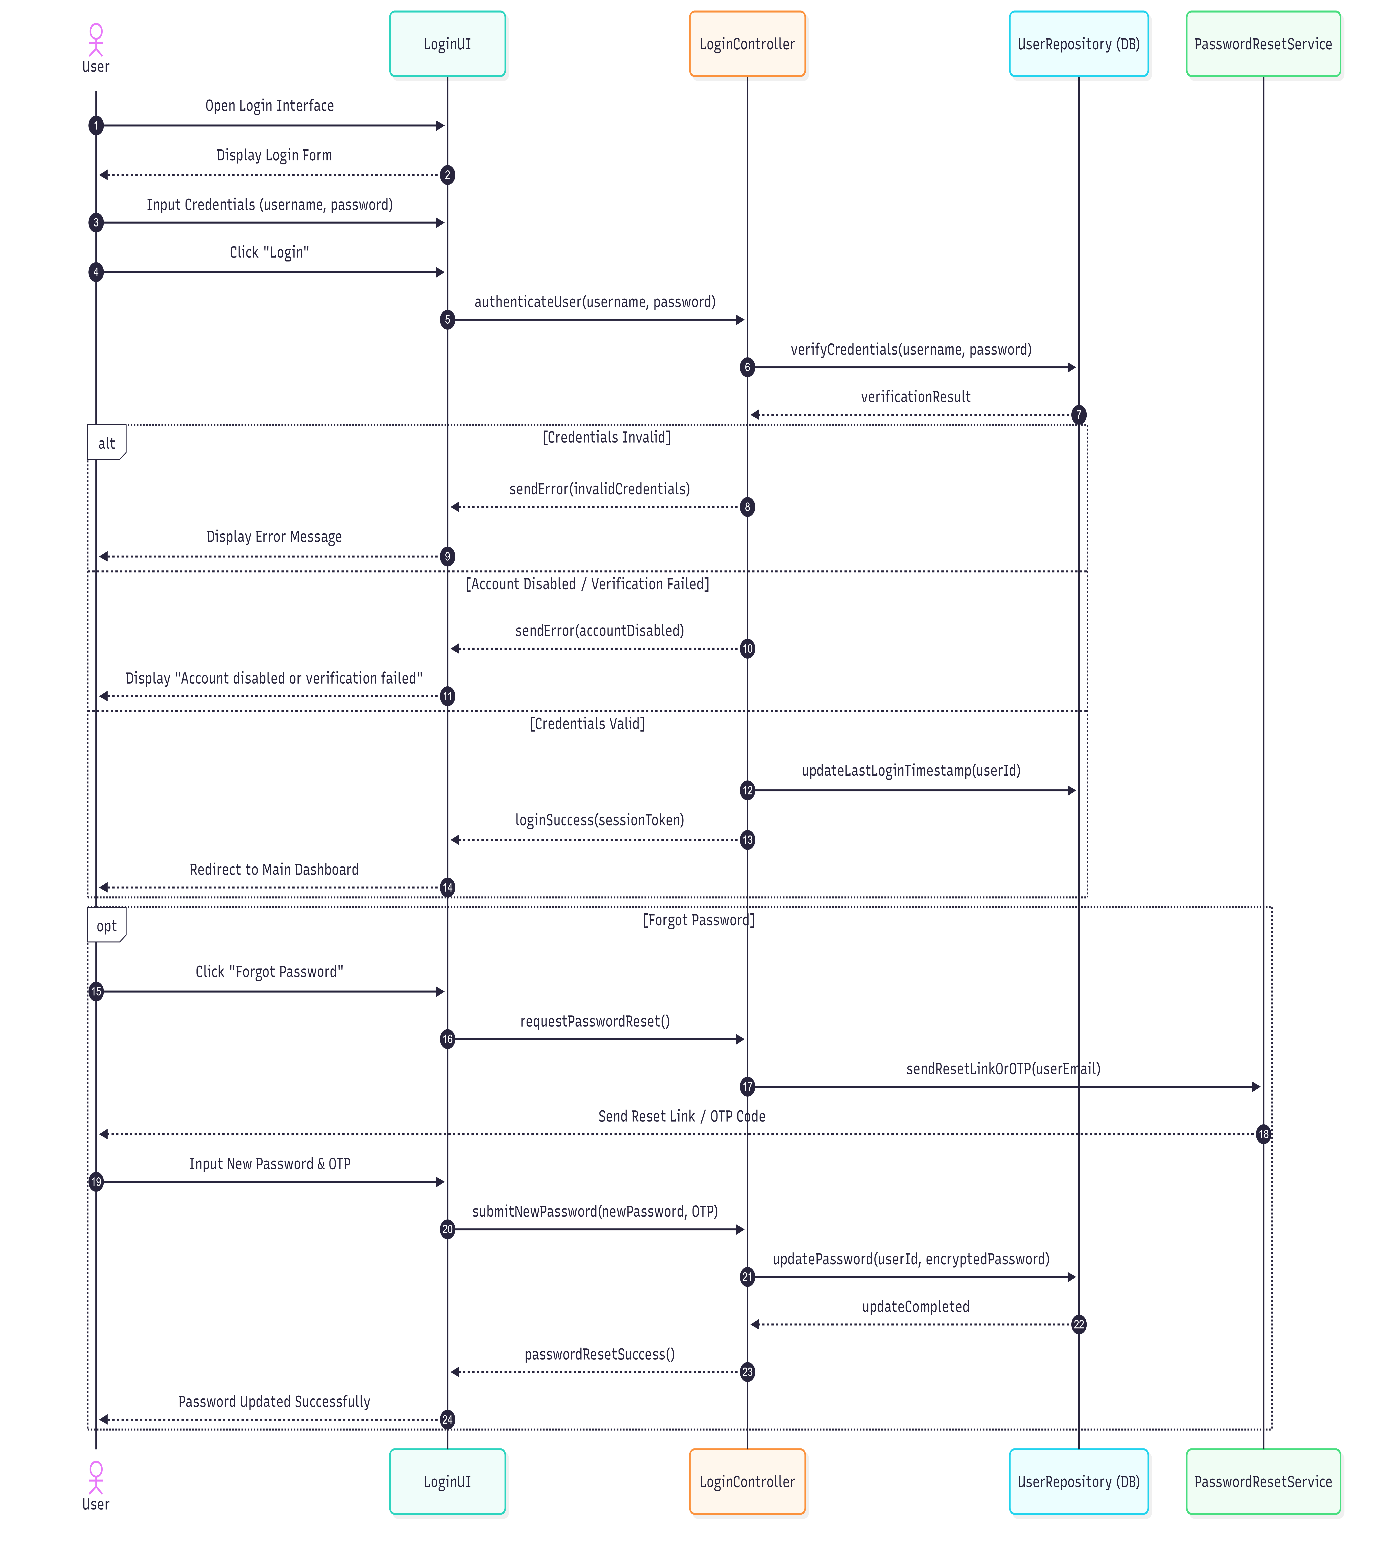 User
LoginUI
LoginController
UserRepository (DB)
PasswordResetService
Open Login Interface
1
Display Login Form
2
Input Credentials (username, password)
3
Click "Login"
4
authenticateUser(username, password)
5
verifyCredentials(username, password)
6
verificationResult
7
alt
[Credentials Invalid]
sendError(invalidCredentials)
8
Display Error Message
9
[Account Disabled / Verification Failed]
sendError(accountDisabled)
10
Display "Account disabled or verification failed"
11
[Credentials Valid]
updateLastLoginTimestamp(userId)
12
loginSuccess(sessionToken)
13
Redirect to Main Dashboard
14
opt
[Forgot Password]
Click "Forgot Password"
15
requestPasswordReset()
16
sendResetLinkOrOTP(userEmail)
17
Send Reset Link / OTP Code
18
Input New Password & OTP
19
submitNewPassword(newPassword, OTP)
20
updatePassword(userId, encryptedPassword)
21
updateCompleted
22
passwordResetSuccess()
23
Password Updated Successfully
24
User
LoginUI
LoginController
UserRepository (DB)
PasswordResetService